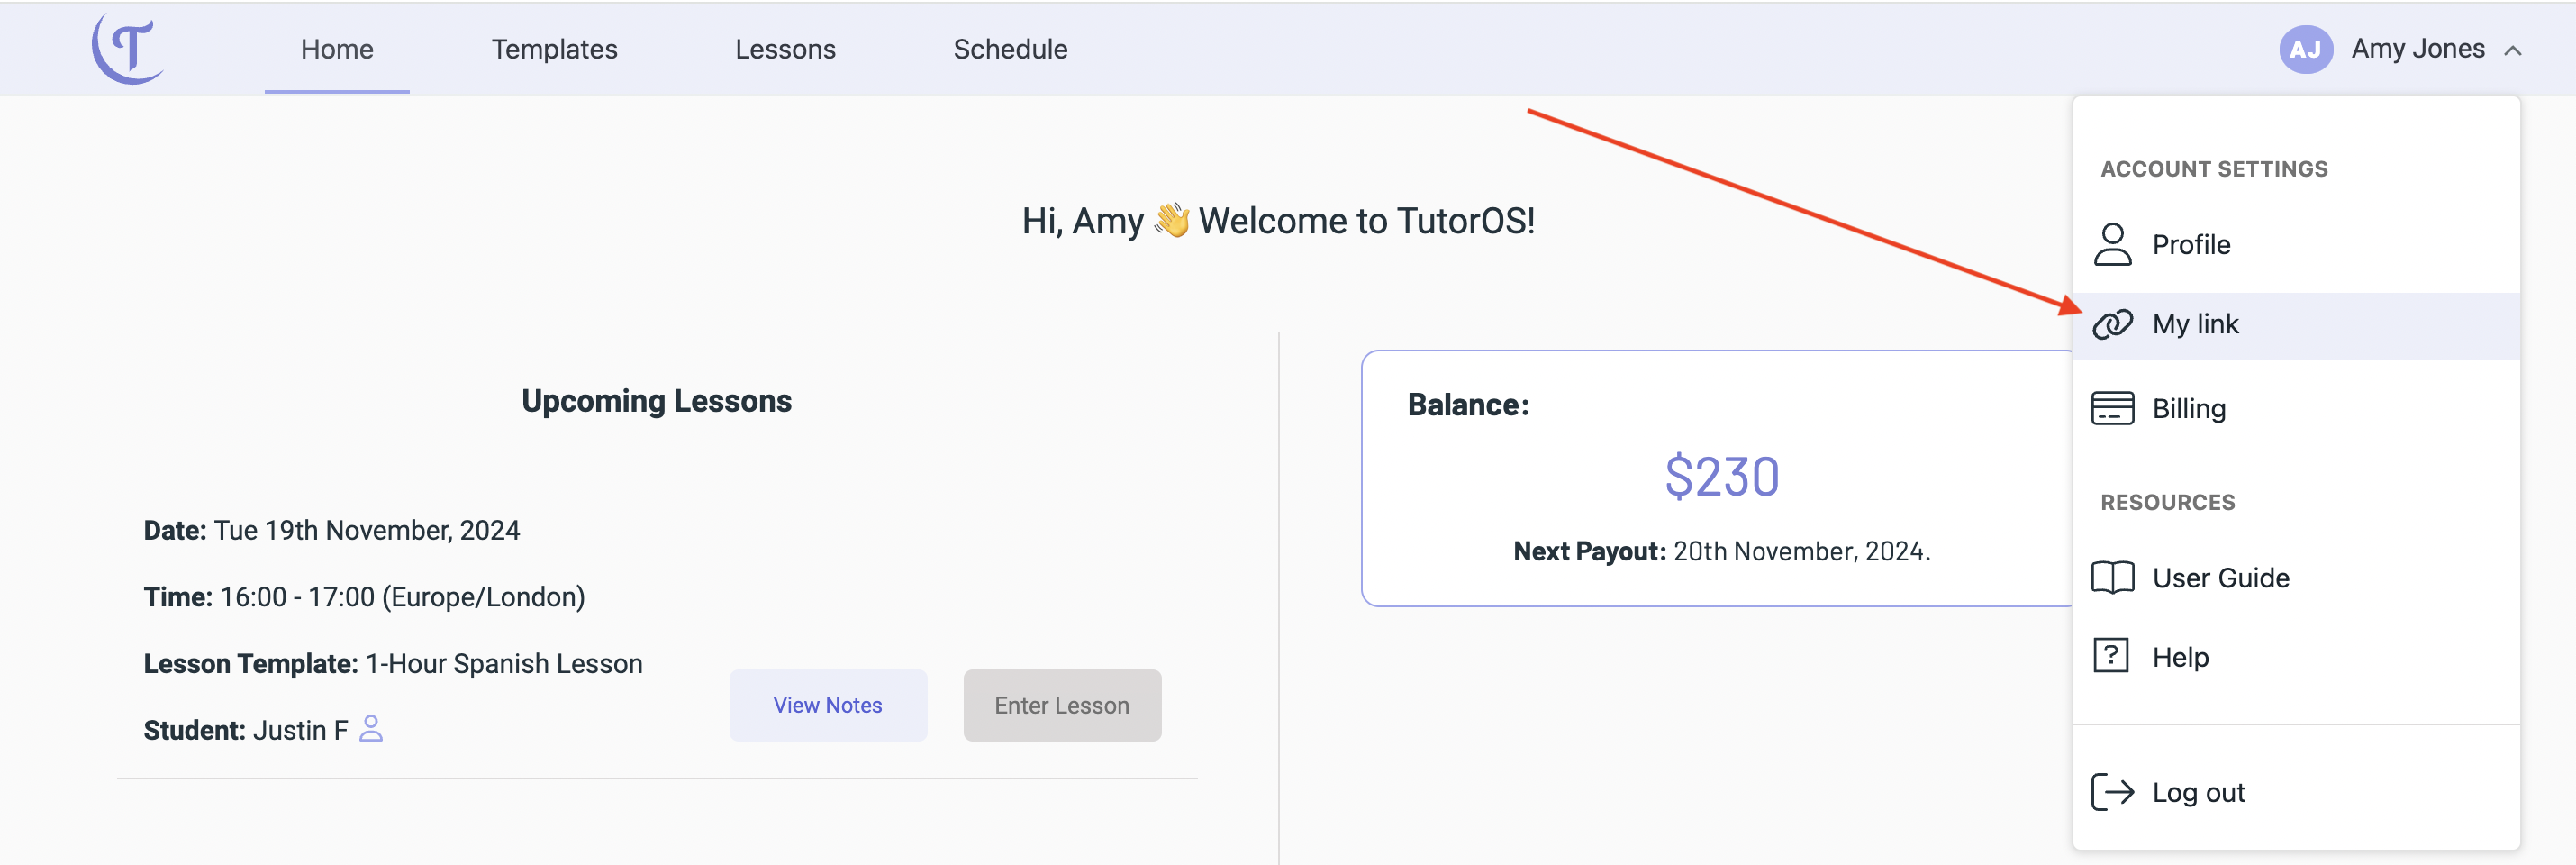 T
Home Templates Lessons Schedule
AJ Amy Jones
Hi, Amy 👋 Welcome to TutorOS!
Upcoming Lessons
Date: Tue 19th November, 2024
Time: 16:00 - 17:00 (Europe/London)
Lesson Template: 1-Hour Spanish Lesson
Student: Justin F
View Notes
Enter Lesson
Balance:
$230
Next Payout: 20th November, 2024.
ACCOUNT SETTINGS
Profile
My link
Billing
RESOURCES
User Guide
? Help
Log out